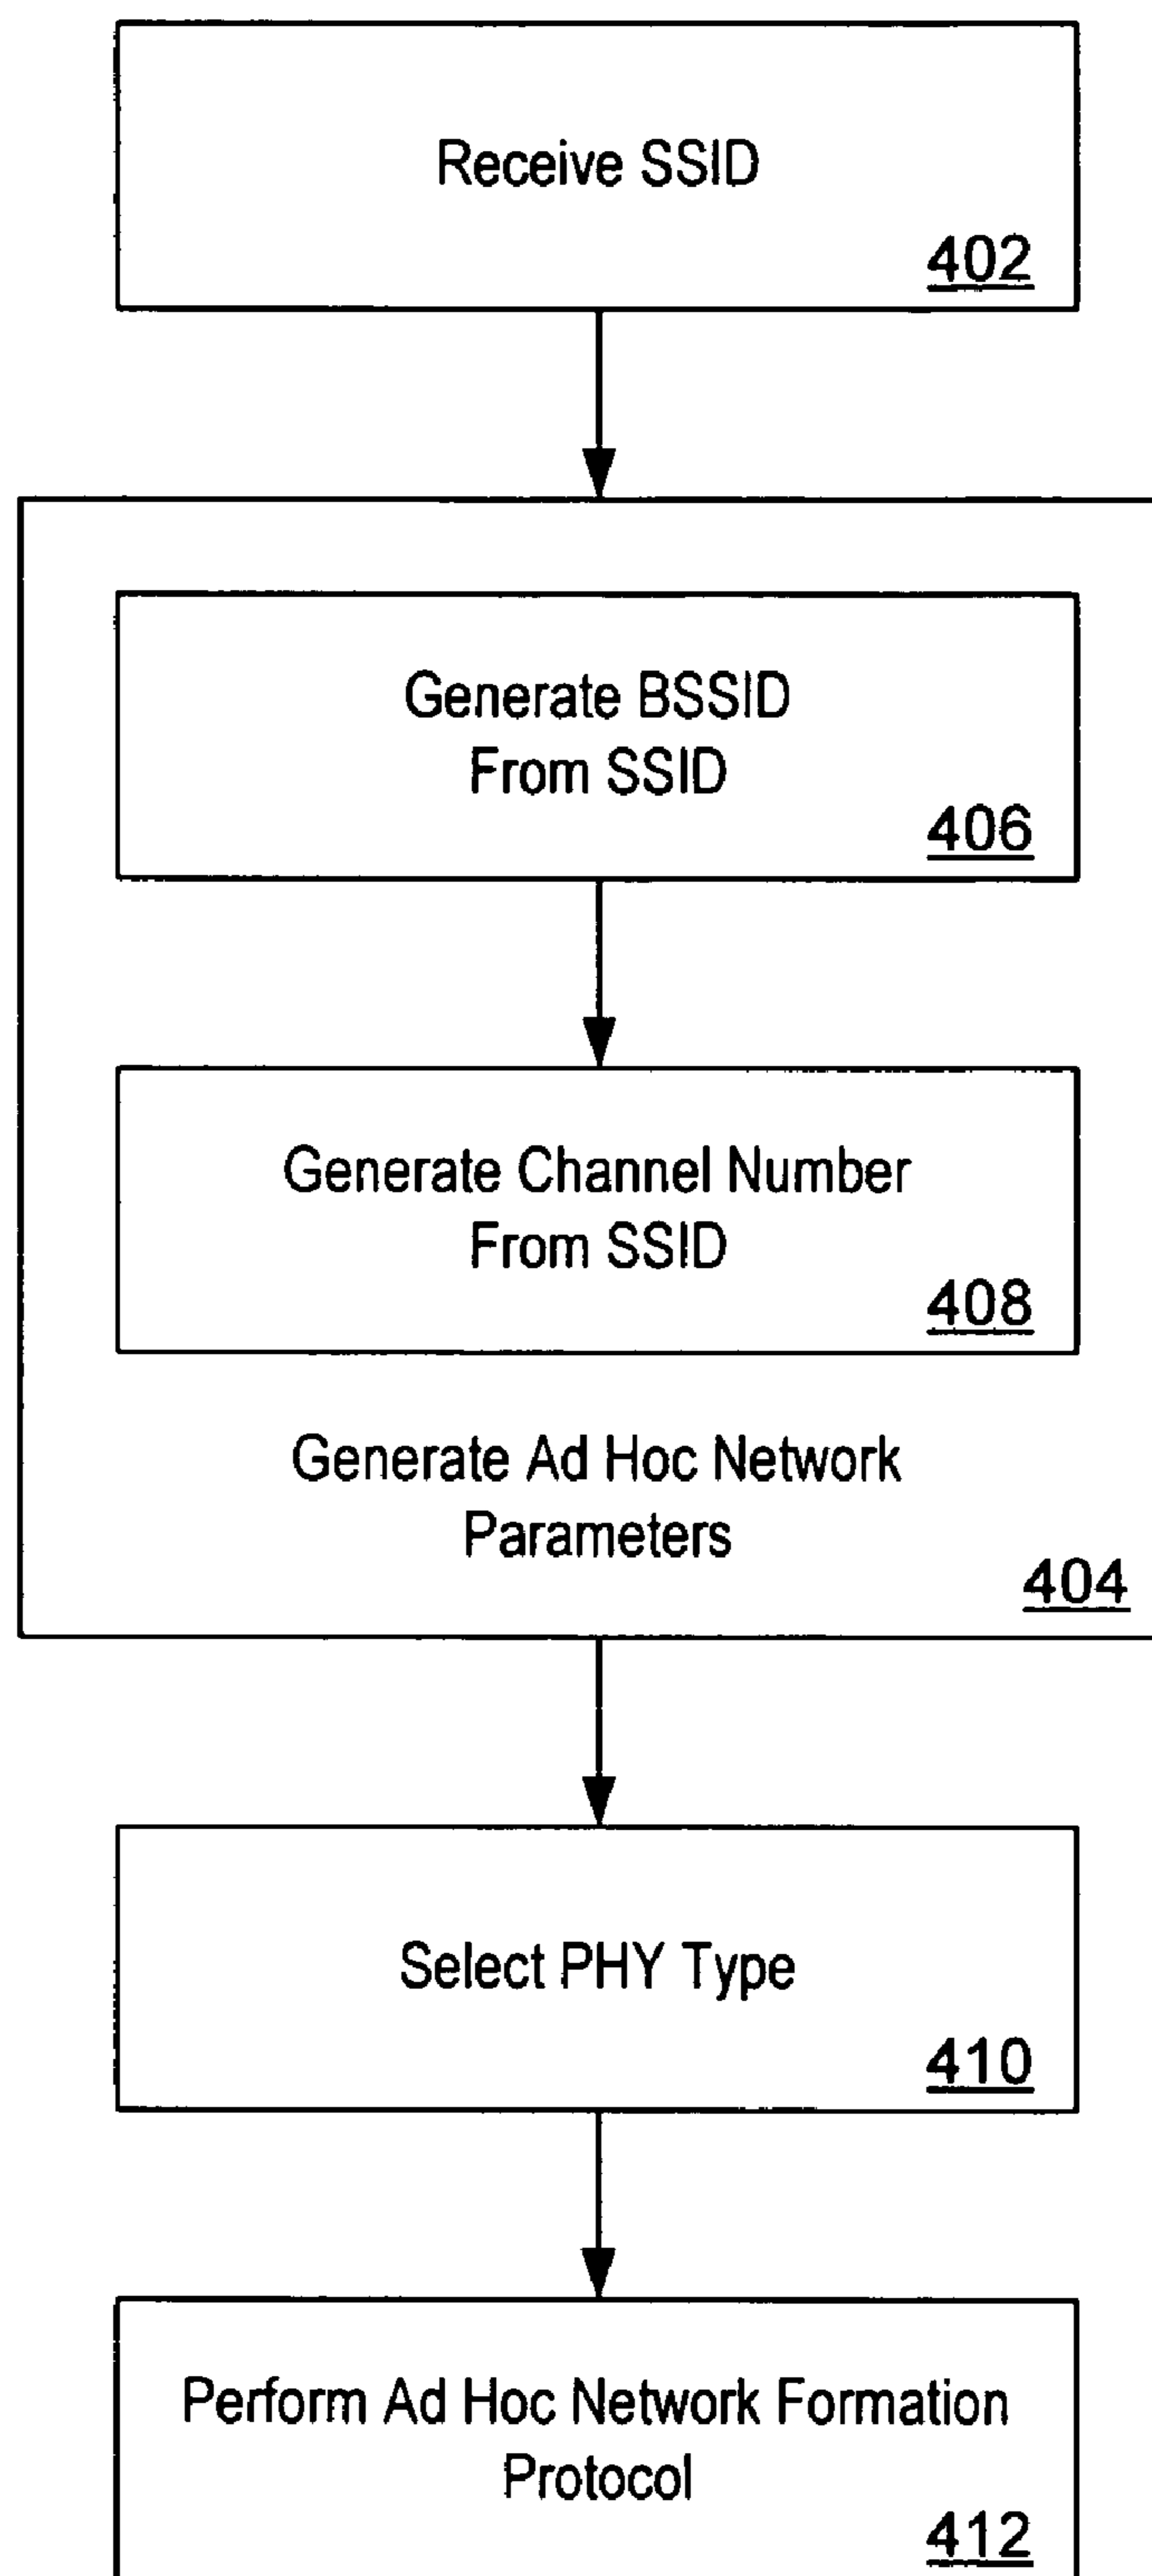 Receive SSID
402
Generate BSSID
From SSID
406
Generate Channel Number
From SSID
408
Generate Ad Hoc Network
Parameters
404
Select PHY Type
410
Perform Ad Hoc Network Formation
Protocol
412